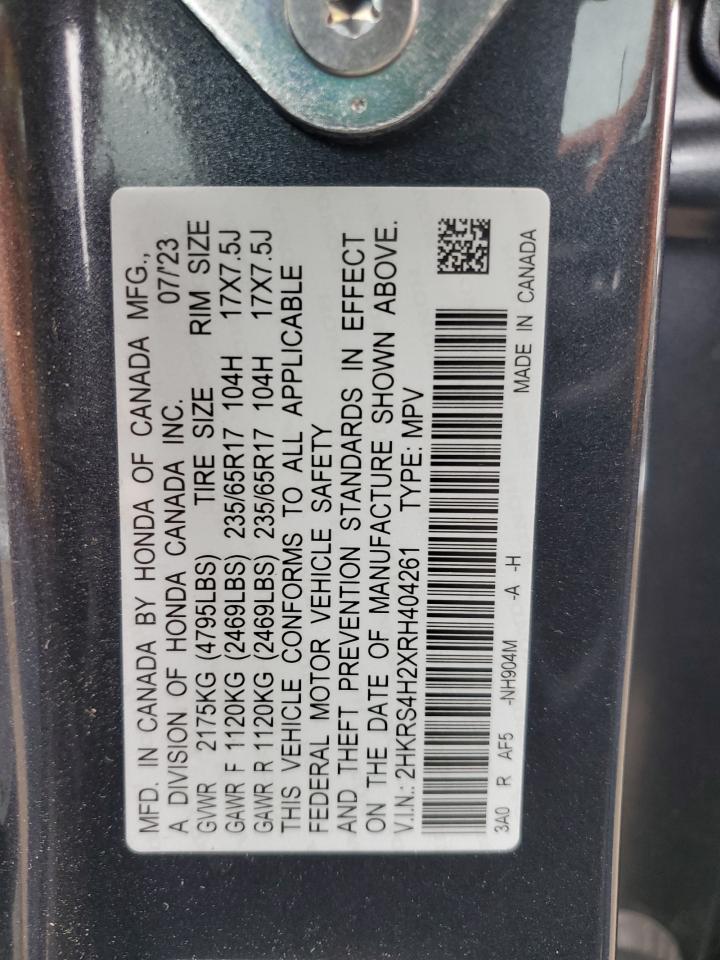 MFD. IN CANADA BY HONDA OF CANADA MFG.,
A DIVISION OF HONDA CANADA INC. 07/'23
GVWR 2175KG (4795LBS) TIRE SIZE RIM SIZE
GAWR F 1120KG (2469LBS) 235/65R17 104H 17X7.5J
GAWR R 1120KG (2469LBS) 235/65R17 104H 17X7.5J
THIS VEHICLE CONFORMS TO ALL APPLICABLE
FEDERAL MOTOR VEHICLE SAFETY
AND THEFT PREVENTION STANDARDS IN EFFECT
ON THE DATE OF MANUFACTURE SHOWN ABOVE.
V.I.N.: 2HKRS4H2XRH404261 TYPE: MPV
3A0 R AF5 -NH904M -A -H
MADE IN CANADA